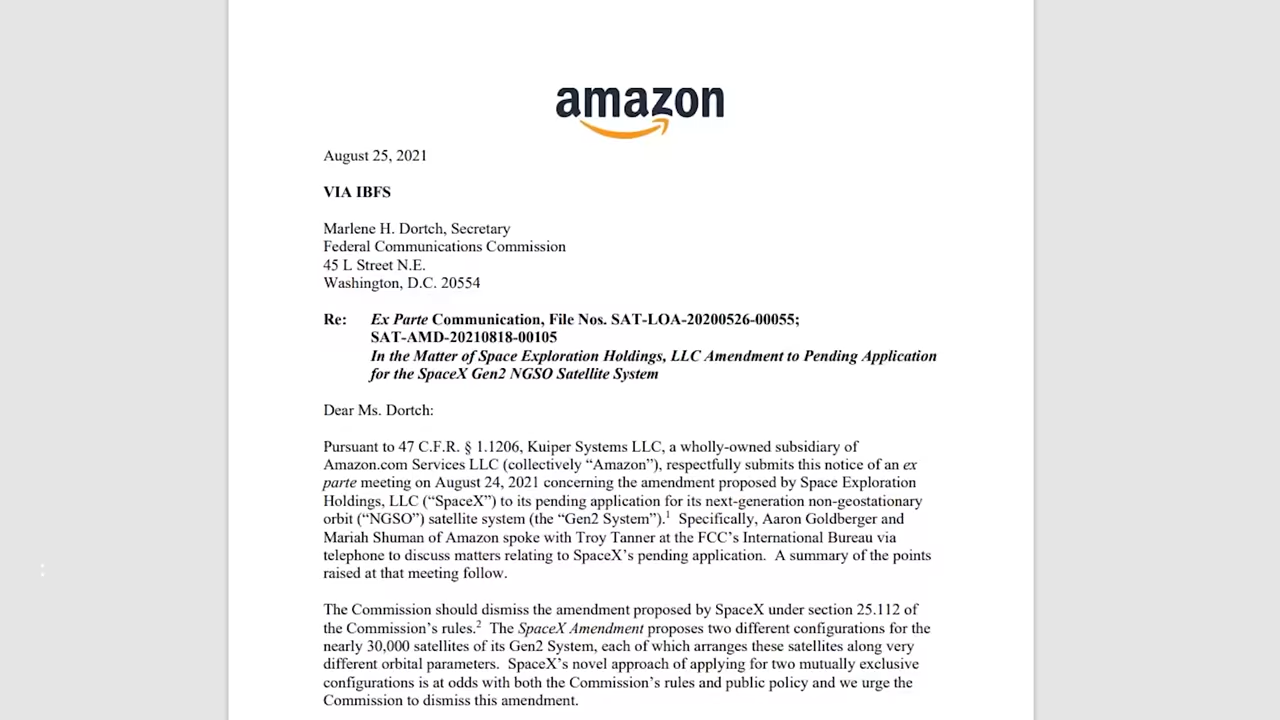 amazon
August 25, 2021
VIA IBFS
Marlene H. Dortch, Secretary
Federal Communications Commission
45 L Street N.E.
Washington, D.C. 20554
Re: Ex Parte Communication, File Nos. SAT-LOA-20200526-00055;
SAT-AMD-20210818-00105
In the Matter of Space Exploration Holdings, LLC Amendment to Pending Application
for the SpaceX Gen2 NGSO Satellite System
Dear Ms. Dortch:
Pursuant to 47 C.F.R. § 1.1206, Kuiper Systems LLC, a wholly-owned subsidiary of
Amazon.com Services LLC (collectively “Amazon”), respectfully submits this notice of an ex
parte meeting on August 24, 2021 concerning the amendment proposed by Space Exploration
Holdings, LLC (“SpaceX”) to its pending application for its next-generation non-geostationary
orbit (“NGSO”) satellite system (the “Gen2 System”).1 Specifically, Aaron Goldberger and
Mariah Shuman of Amazon spoke with Troy Tanner at the FCC’s International Bureau via
telephone to discuss matters relating to SpaceX’s pending application. A summary of the points
raised at that meeting follow.
The Commission should dismiss the amendment proposed by SpaceX under section 25.112 of
the Commission’s rules.2 The SpaceX Amendment proposes two different configurations for the
nearly 30,000 satellites of its Gen2 System, each of which arranges these satellites along very
different orbital parameters. SpaceX’s novel approach of applying for two mutually exclusive
configurations is at odds with both the Commission’s rules and public policy and we urge the
Commission to dismiss this amendment.